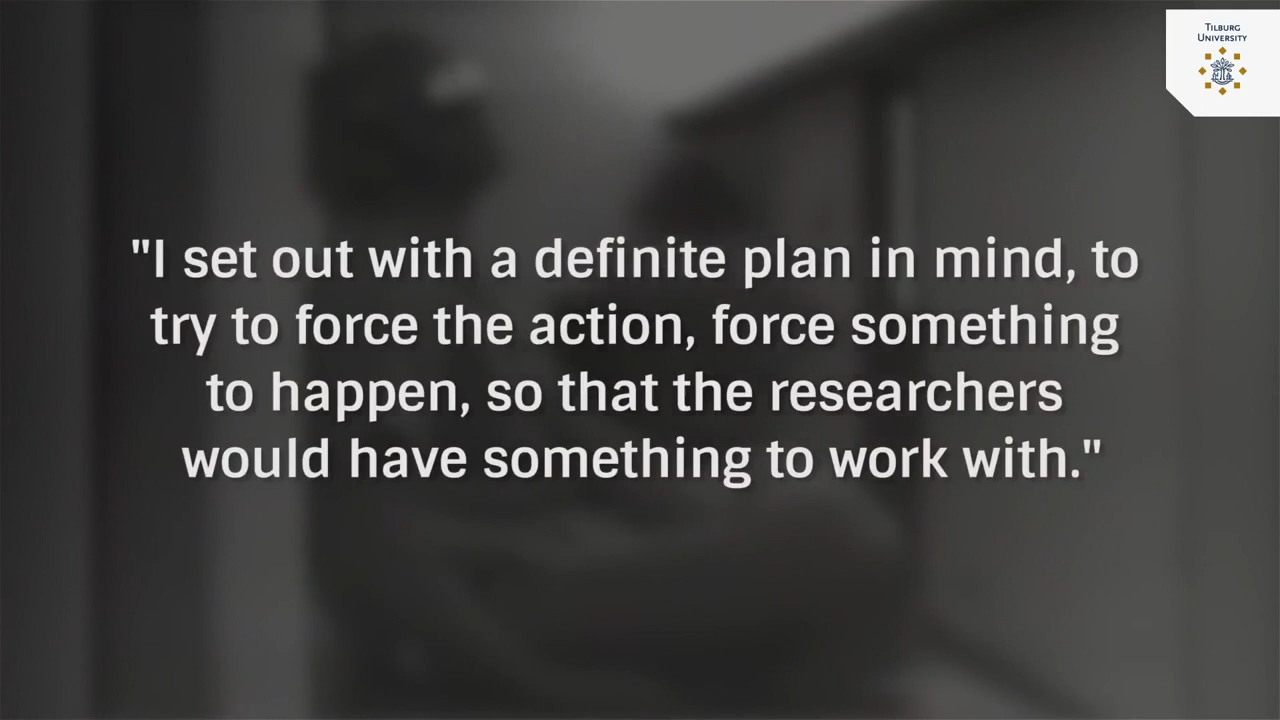 TILBURG
UNIVERSITY
"I set out with a definite plan in mind, to
try to force the action, force something
to happen, so that the researchers
would have something to work with."